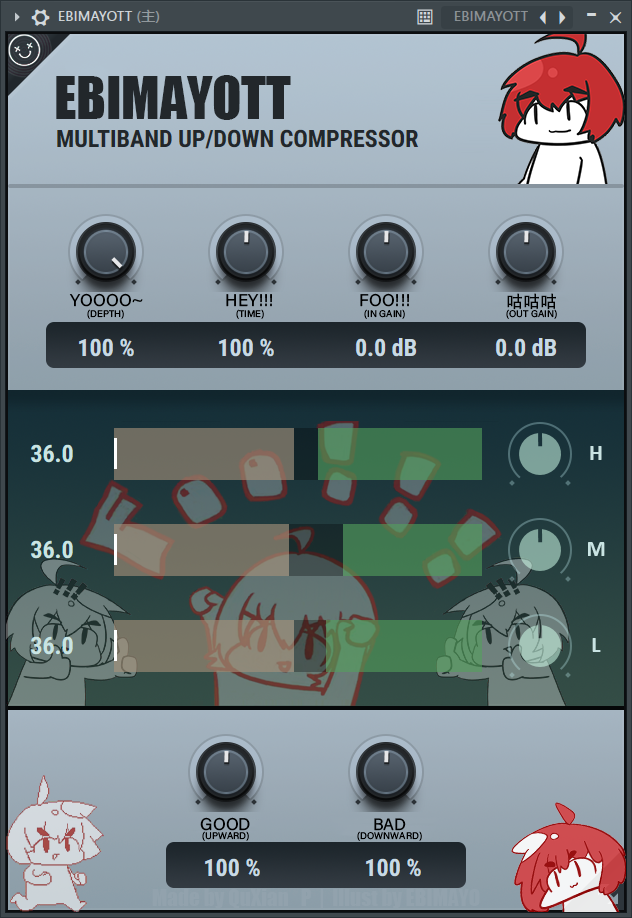 EBIMAYOTT (主)
EBIMAYOTT
EBIMAYOTT
MULTIBAND UP/DOWN COMPRESSOR
YOOOO~ HEY!!! FOO!!! 咕咕咕
(DEPTH) (TIME) (IN GAIN) (OUT GAIN)
100 % 100 % 0.0 dB 0.0 dB
36.0 H
36.0 M
36.0 L
GOOD BAD
(UPWARD) (DOWNWARD)
100 % 100 %